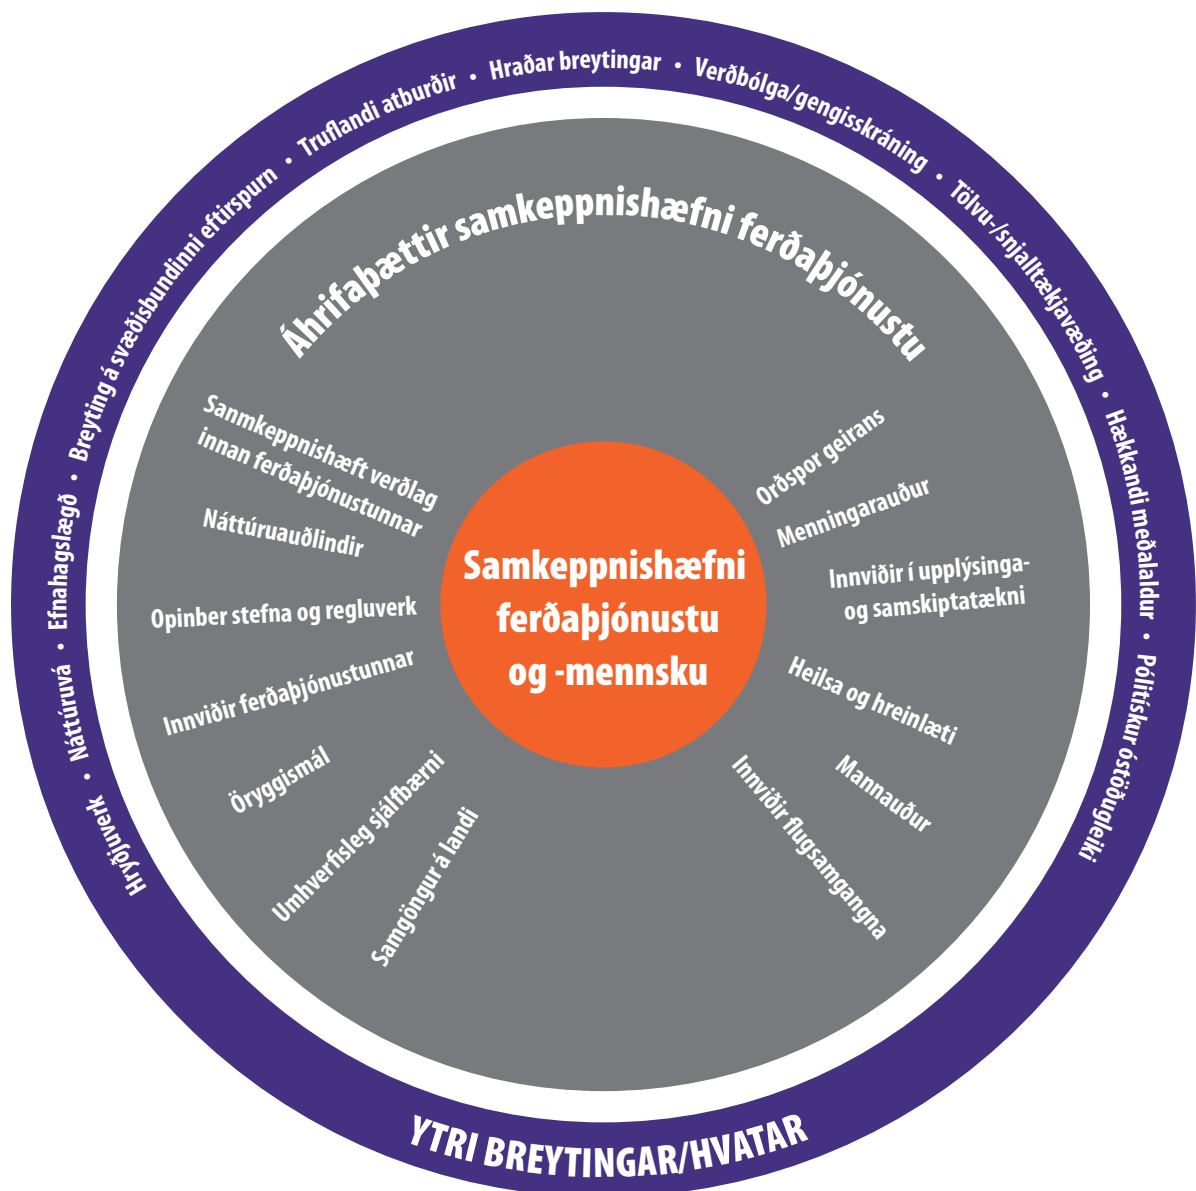 Hryðjuverk • Náttúruvá • Efnahagslægð • Breyting á svæðisbundinni eftirspurn • Truflandi atburðir • Hraðar breytingar • Verðbólga/gengisskráning • Tölvu-/snjalltækjavæðing • Hækkandi meðalaldur • Pólitískur óstöðugleiki
Áhrifaþættir samkeppnishæfni ferðaþjónustu
Sanmkeppnishæft verðlag
innan ferðaþjónustunnar
Náttúruauðlindir
Opinber stefna og regluverk
Innviðir ferðaþjónustunnar
Öryggismál
Umhverfisleg sjálfbærni
Samgöngur á landi
Samkeppnishæfni
ferðaþjónustu
og -mennsku
Orðspor geirans
Menningarauður
Innviðir í upplýsinga-
og samskiptatækni
Heilsa og hreinlæti
Mannauður
Innviðir flugsamgangna
YTRI BREYTINGAR/HVATAR